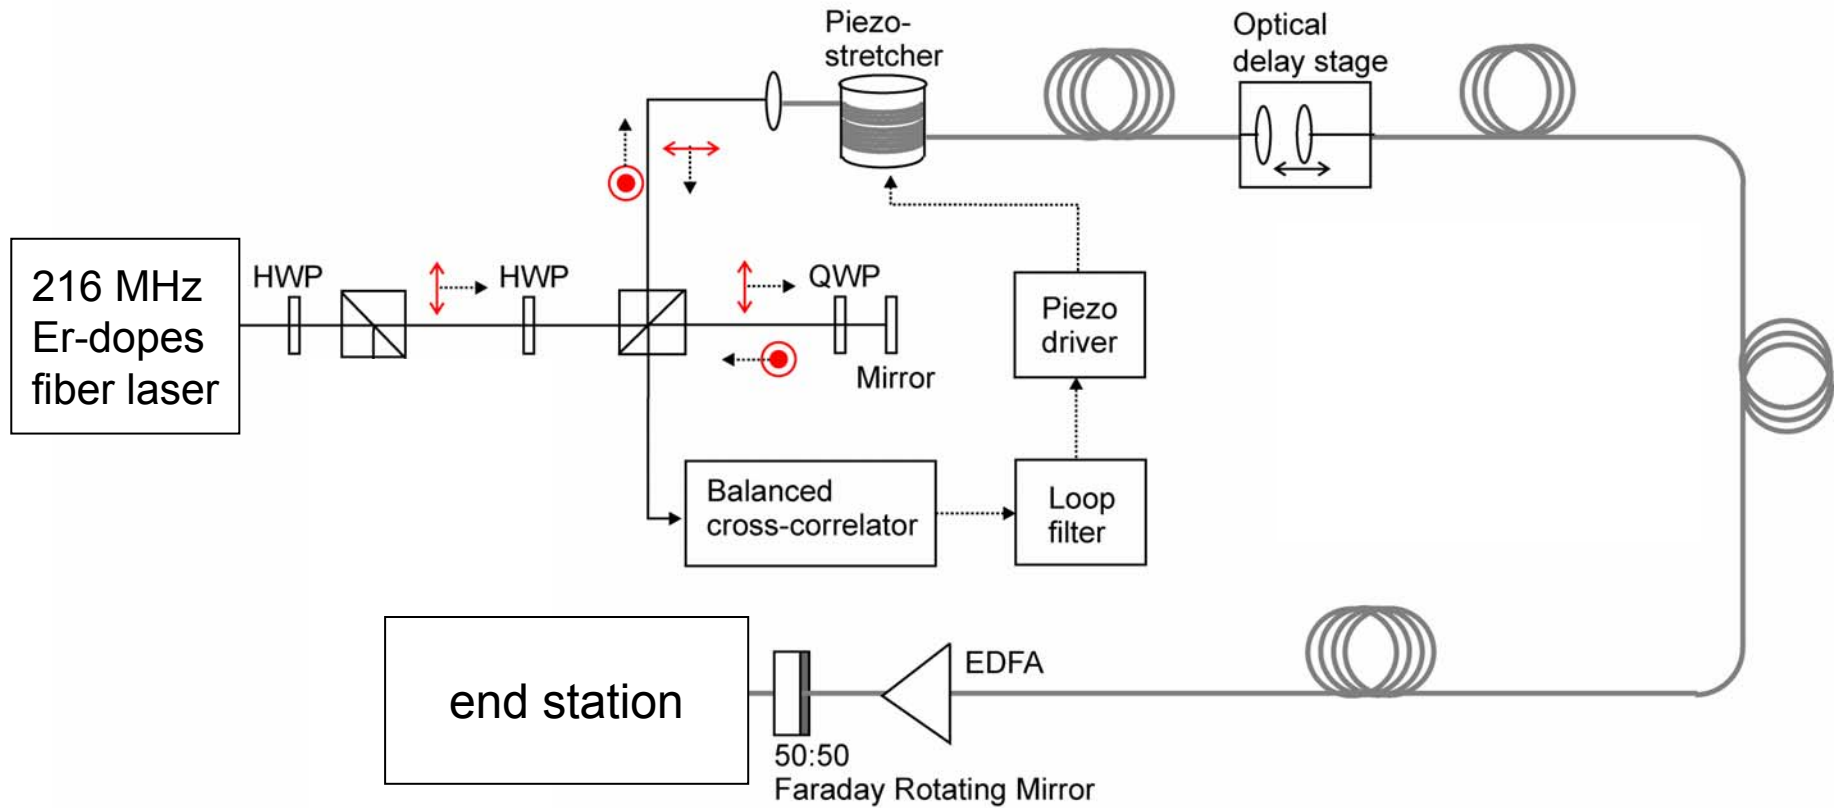 Piezo-
stretcher
Optical
delay stage
216 MHz
Er-dopes
fiber laser
HWP
HWP
QWP
Mirror
Piezo
driver
Balanced
cross-correlator
Loop
filter
end station
EDFA
50:50
Faraday Rotating Mirror